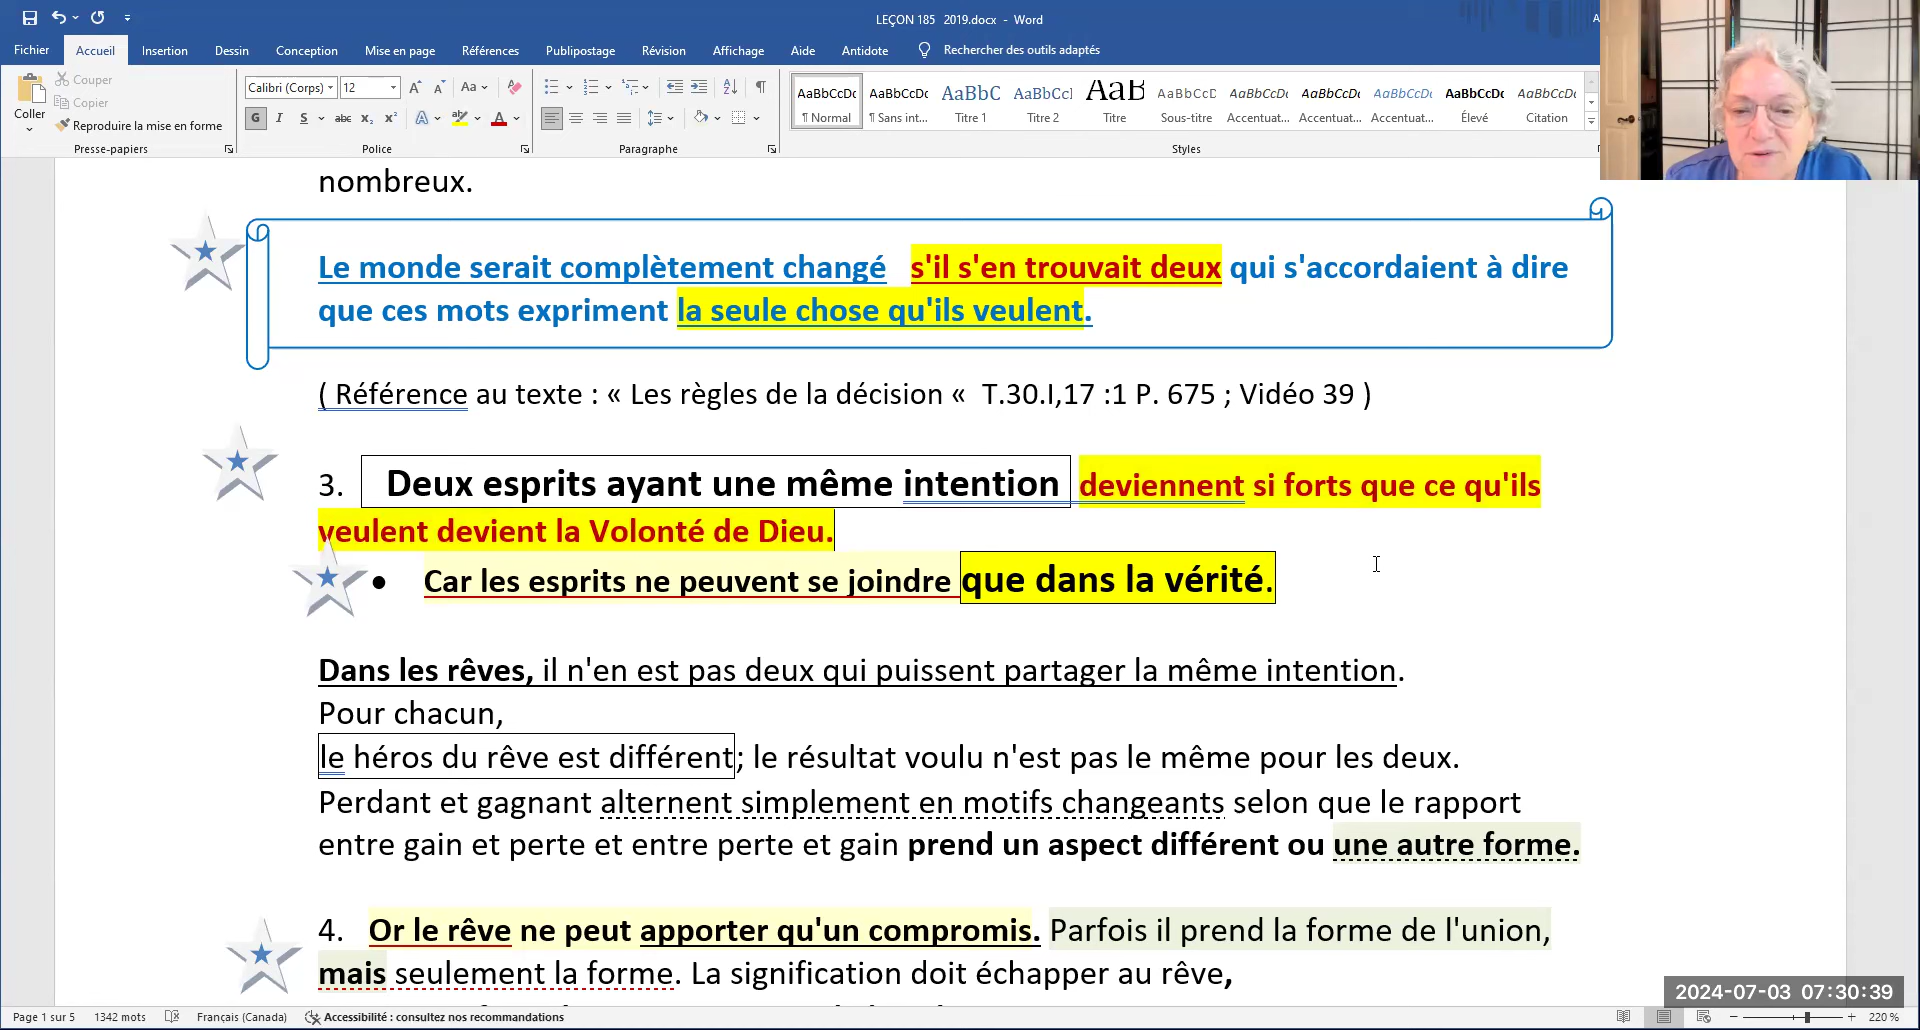 LEÇON 185 2019.docx - Word
Fichier Accueil Insertion Dessin Conception Mise en page Références Publipostage Révision Affichage Aide Antidote Rechercher des outils adaptés
Coller
Couper
Copier
Reproduire la mise en forme
Calibri (Corps) 12
AaBbCcDc AaBbCcDc AaBbC AaBbCcI AaB AaBbCcD AaBbCcDc AaBbCcDc AaBbCcDc AaBbCcDc AaBbCcDc
¶ Normal ¶ Sans int... Titre 1 Titre 2 Titre Sous-titre Accentuat... Accentuat... Accentuat... Élevé Citation
Presse-papiers Police Paragraphe Styles
nombreux.
Le monde serait complètement changé s'il s'en trouvait deux qui s'accordaient à dire
que ces mots expriment la seule chose qu'ils veulent.
( Référence au texte : « Les règles de la décision « T.30.I,17 :1 P. 675 ; Vidéo 39 )
3. Deux esprits ayant une même intention deviennent si forts que ce qu'ils
veulent devient la Volonté de Dieu.
• Car les esprits ne peuvent se joindre que dans la vérité.
Dans les rêves, il n'en est pas deux qui puissent partager la même intention.
Pour chacun,
le héros du rêve est différent; le résultat voulu n'est pas le même pour les deux.
Perdant et gagnant alternent simplement en motifs changeants selon que le rapport
entre gain et perte et entre perte et gain prend un aspect différent ou une autre forme.
4. Or le rêve ne peut apporter qu'un compromis. Parfois il prend la forme de l'union,
mais seulement la forme. La signification doit échapper au rêve,
2024-07-03 07:30:39
Page 1 sur 5 1342 mots Français (Canada) Accessibilité : consultez nos recommandations 220 %